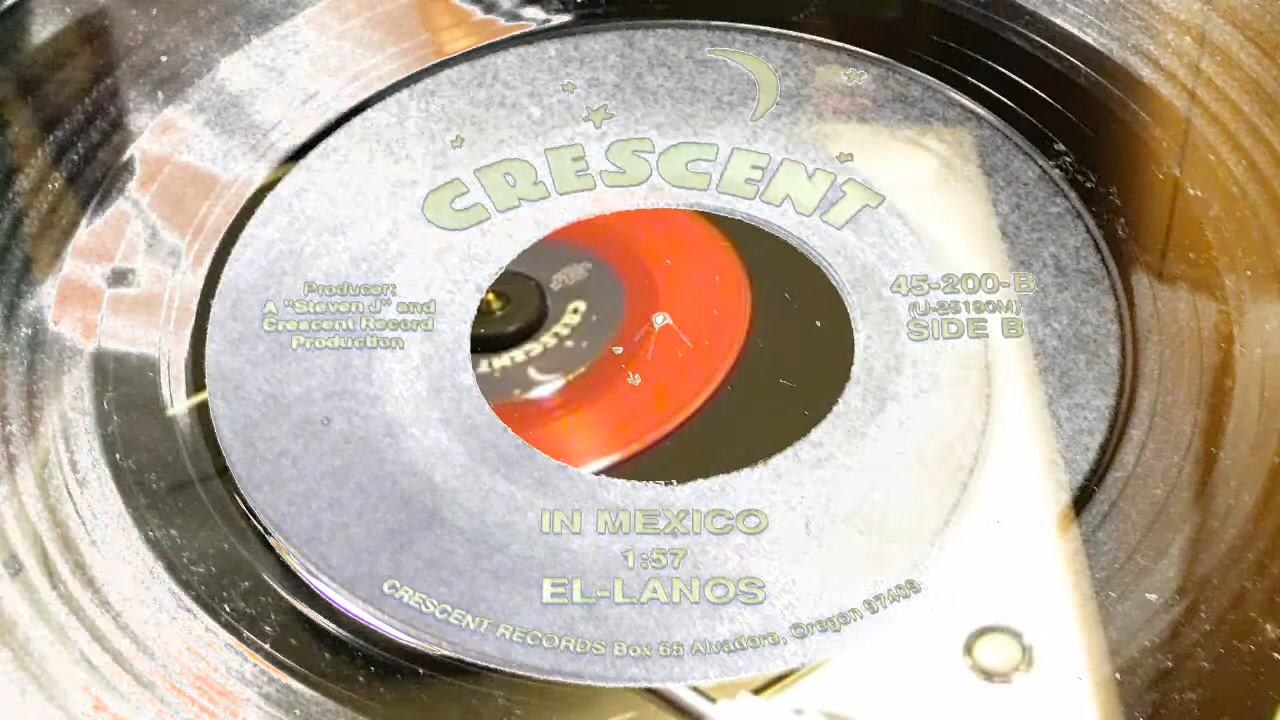 CRESCENT
Producer:
A "Steven J" and
Crescent Record
Production
45-200-B
(U-25190M)
SIDE B
CRESCENT
IN MEXICO
1:57
EL-LANOS
CRESCENT RECORDS Box 65 Alvadore, Oregon 97409